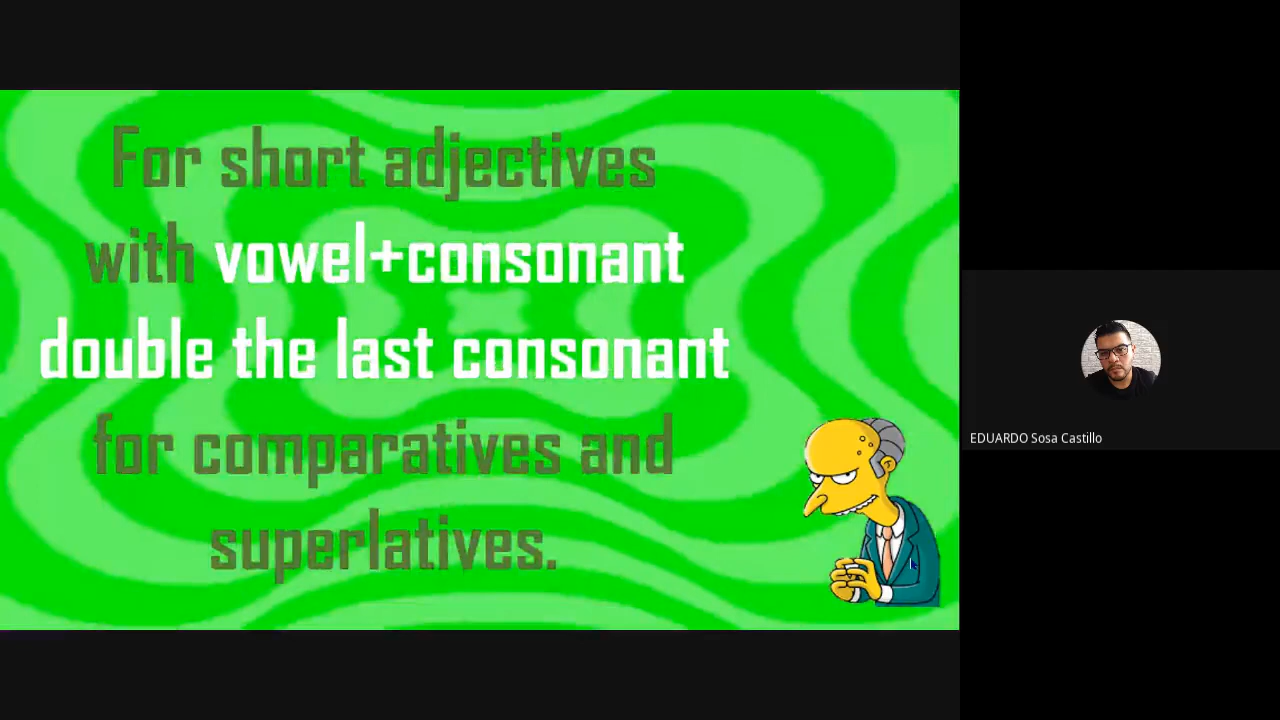 For short adjectives
with vowel+consonant
double the last consonant
for comparatives and
superlatives.
EDUARDO Sosa Castillo